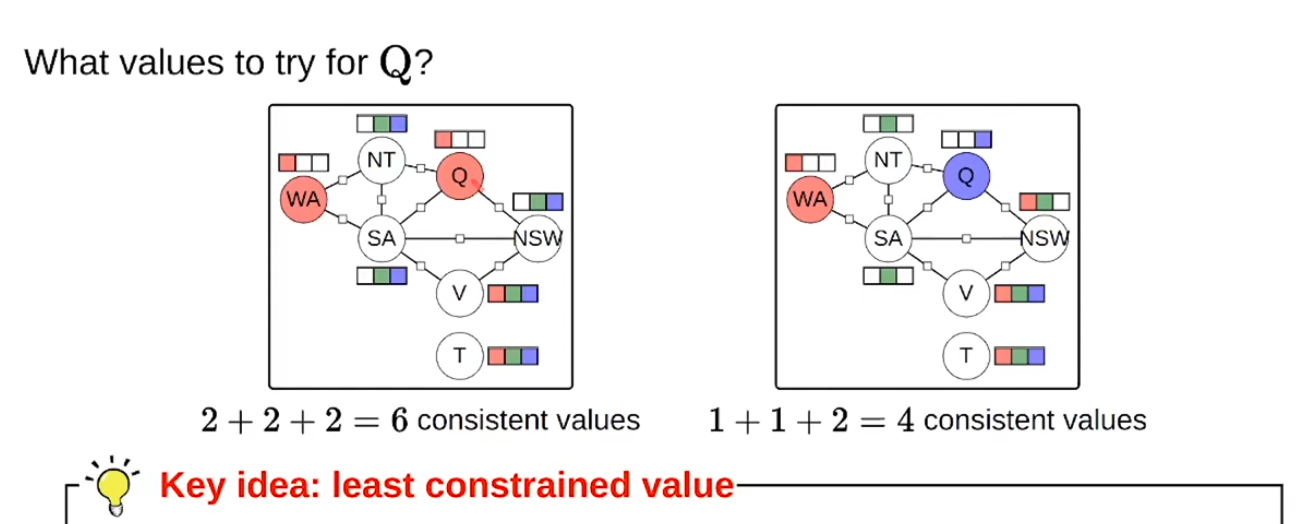 What values to try for Q?
NT
Q
WA
SA
NSW
V
T
2 + 2 + 2 = 6 consistent values
NT
Q
WA
SA
NSW
V
T
1 + 1 + 2 = 4 consistent values
Key idea: least constrained value